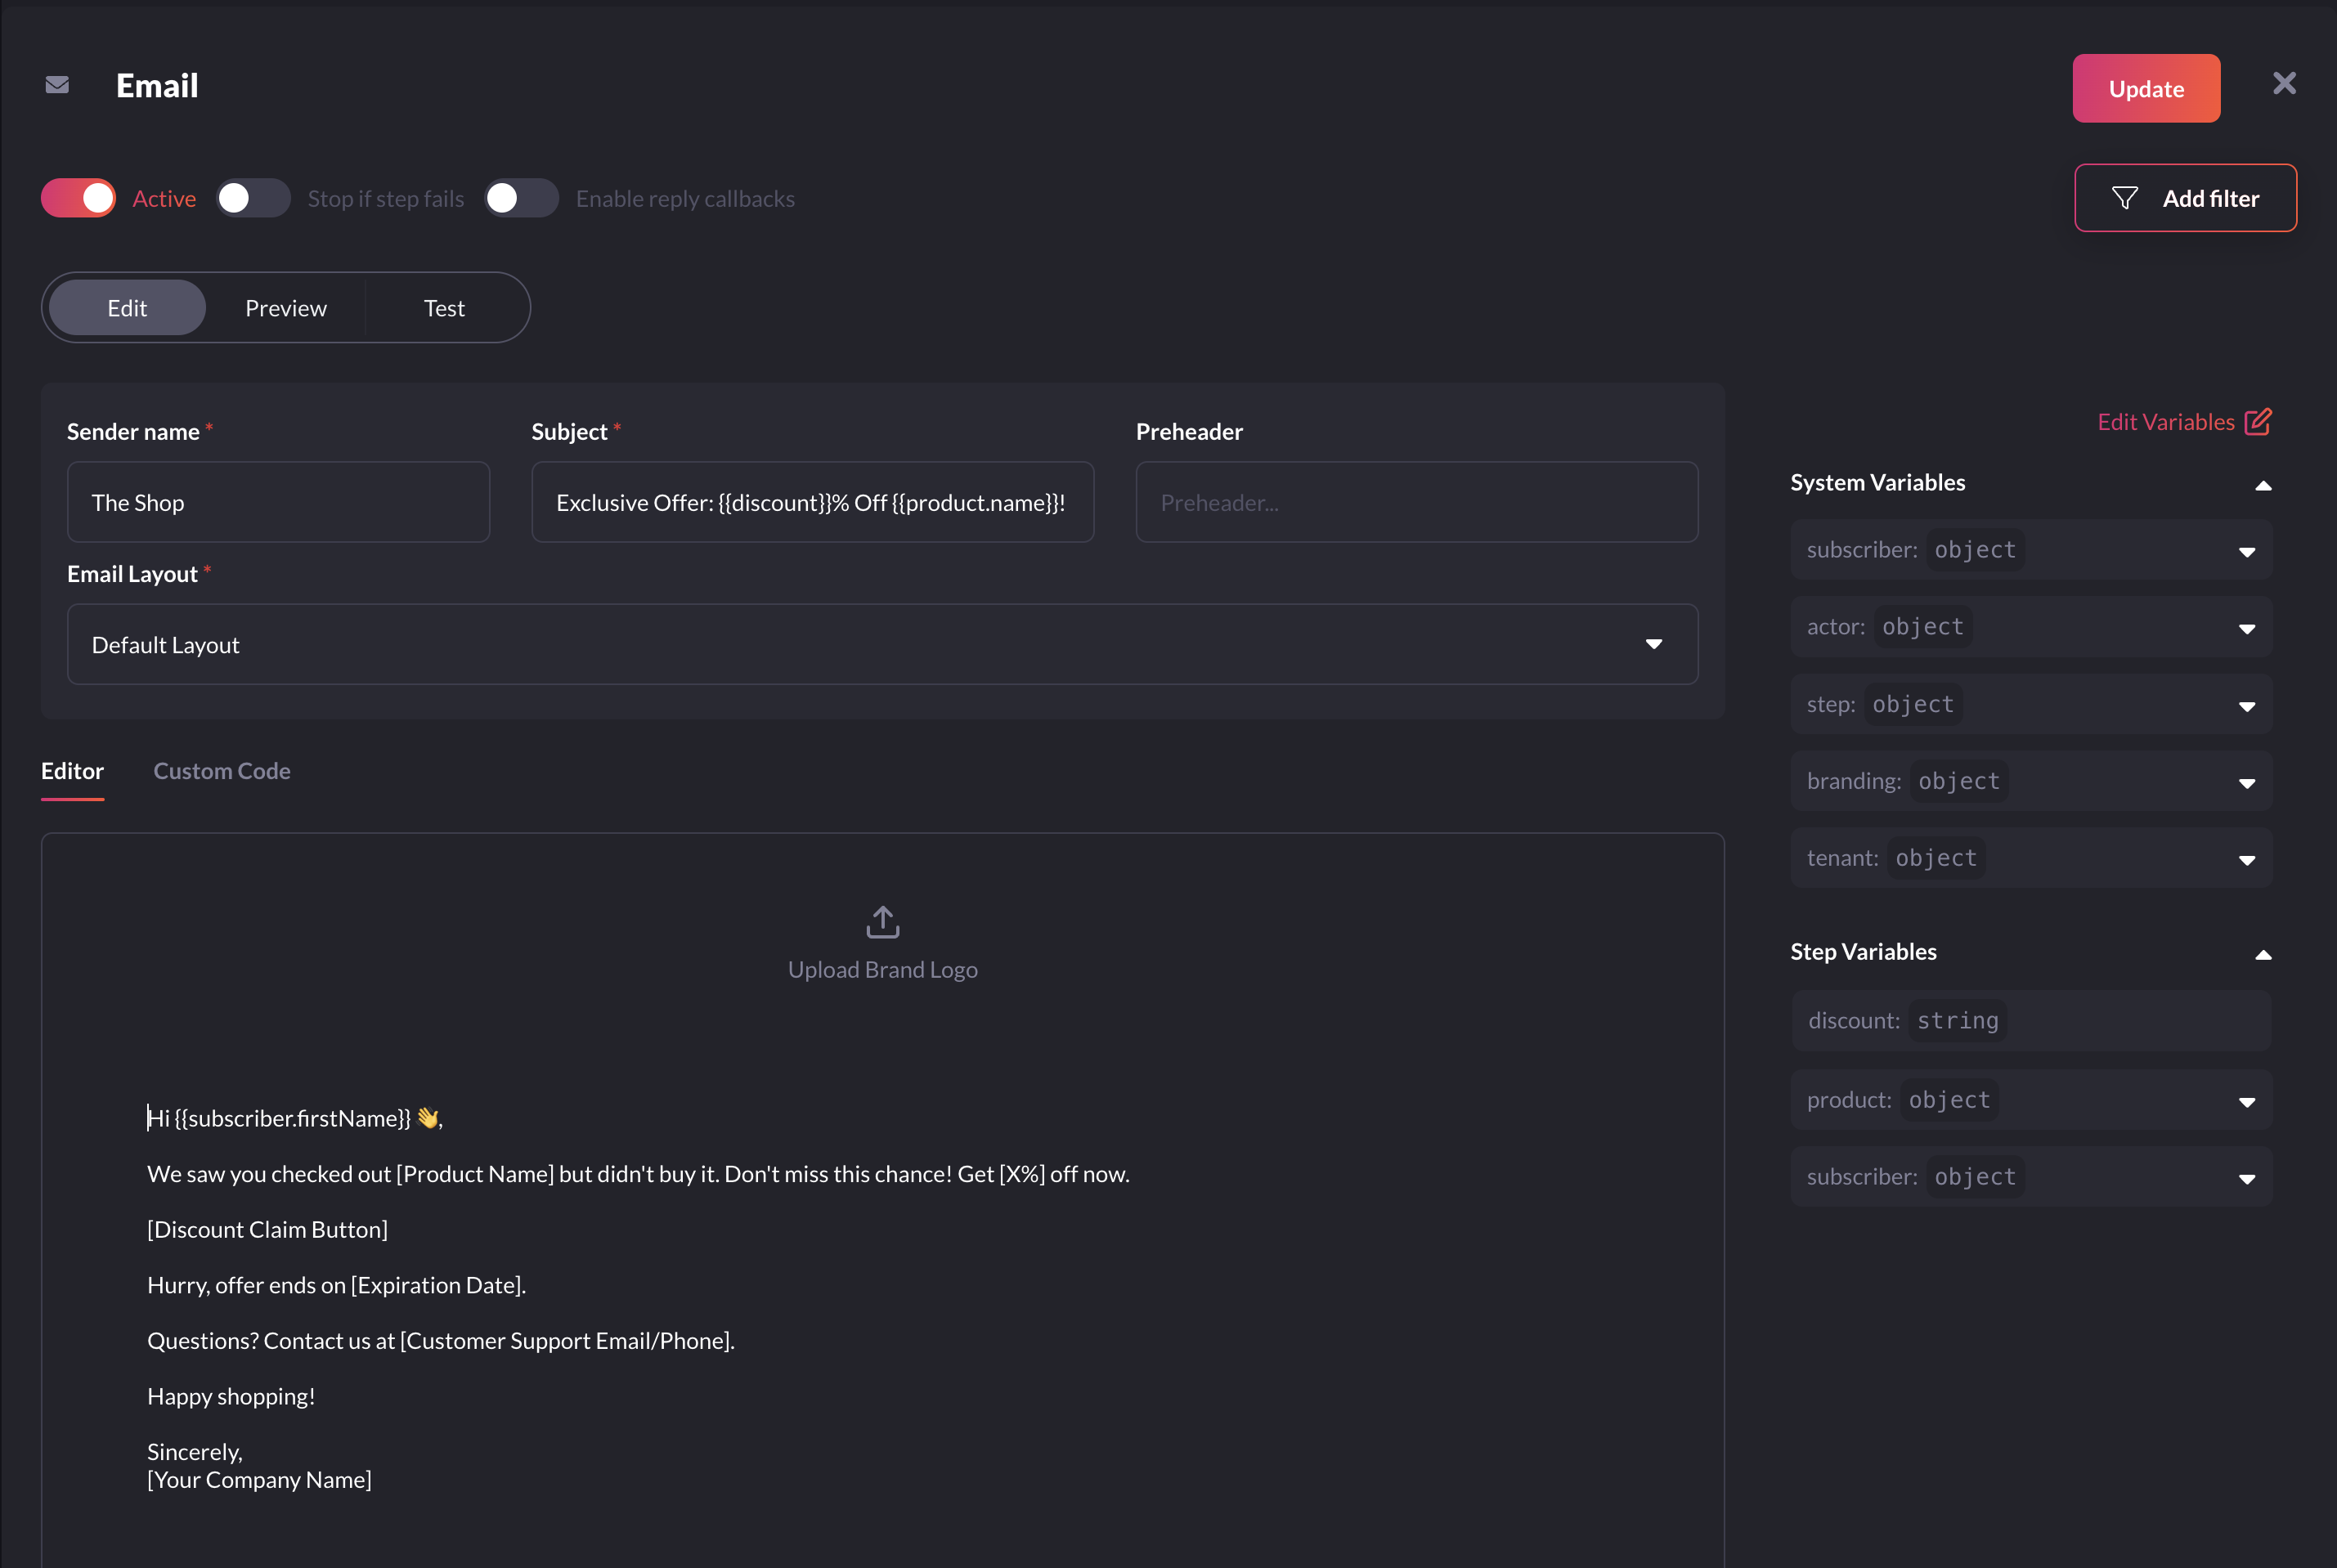 Email
Update
Active
Stop if step fails
Enable reply callbacks
Add filter
Edit
Preview
Test
Sender name *
Subject *
Preheader
The Shop
Exclusive Offer: {{discount}}% Off {{product.name}}!
Preheader...
Email Layout *
Default Layout
Editor
Custom Code
Upload Brand Logo
Hi {{subscriber.firstName}} 👋,
We saw you checked out [Product Name] but didn't buy it. Don't miss this chance! Get [X%] off now.
[Discount Claim Button]
Hurry, offer ends on [Expiration Date].
Questions? Contact us at [Customer Support Email/Phone].
Happy shopping!
Sincerely,
[Your Company Name]
Edit Variables
System Variables
subscriber: object
actor: object
step: object
branding: object
tenant: object
Step Variables
discount: string
product: object
subscriber: object